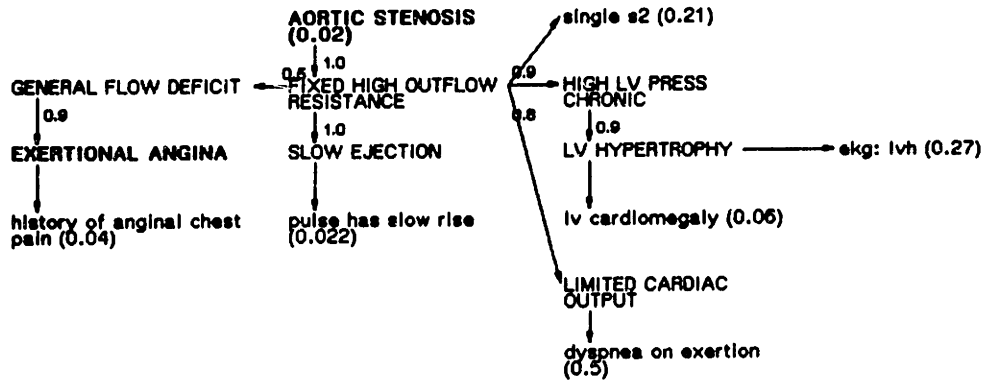 AORTIC STENOSIS
(0.02)
single s2 (0.21)
1.0
GENERAL FLOW DEFICIT
0.5
FIXED HIGH OUTFLOW
RESISTANCE
0.9
HIGH LV PRESS
CHRONIC
0.8
0.9
1.0
0.9
EXERTIONAL ANGINA
SLOW EJECTION
LV HYPERTROPHY
ekg: lvh (0.27)
history of anginal chest
pain (0.04)
pulse has slow rise
(0.022)
lv cardiomegaly (0.06)
LIMITED CARDIAC
OUTPUT
dyspnea on exertion
(0.5)